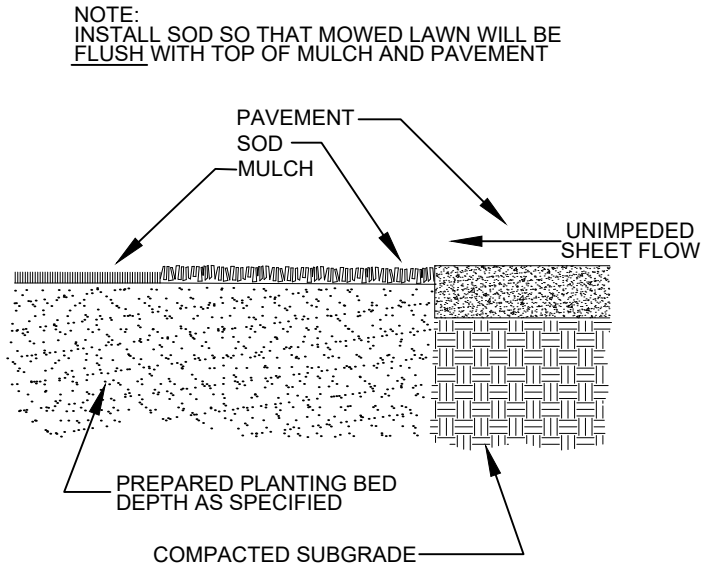 NOTE:
INSTALL SOD SO THAT MOWED LAWN WILL BE
FLUSH WITH TOP OF MULCH AND PAVEMENT
PAVEMENT
SOD
MULCH
UNIMPEDED
SHEET FLOW
PREPARED PLANTING BED
DEPTH AS SPECIFIED
COMPACTED SUBGRADE